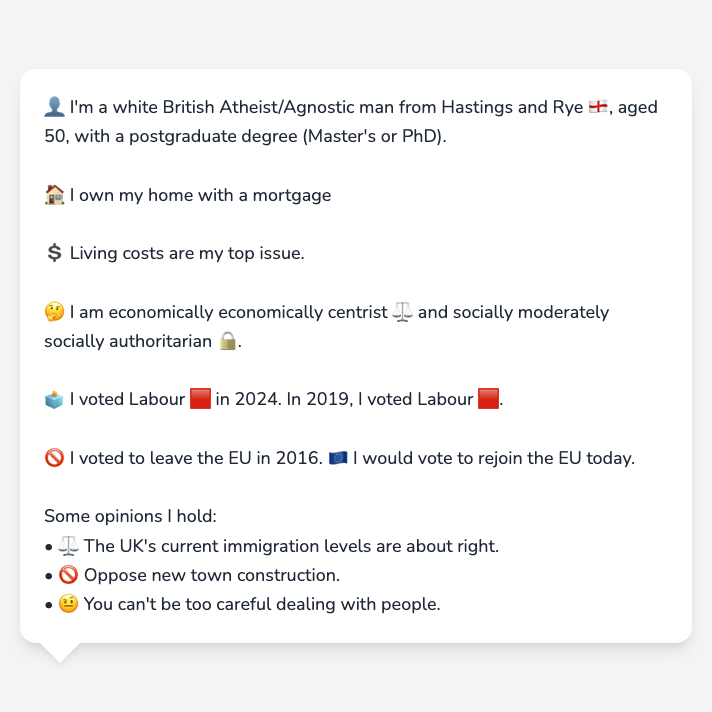 👤 I'm a white British Atheist/Agnostic man from Hastings and Rye 🏴󠁧󠁢󠁥󠁮󠁧󠁿, aged
50, with a postgraduate degree (Master's or PhD).
🏠 I own my home with a mortgage
💲 Living costs are my top issue.
🤔 I am economically economically centrist ⚖️ and socially moderately
socially authoritarian 🔒.
🗳️ I voted Labour 🟥 in 2024. In 2019, I voted Labour 🟥.
🚫 I voted to leave the EU in 2016. 🇪🇺 I would vote to rejoin the EU today.
Some opinions I hold:
• ⚖️ The UK's current immigration levels are about right.
• 🚫 Oppose new town construction.
• 🤨 You can't be too careful dealing with people.